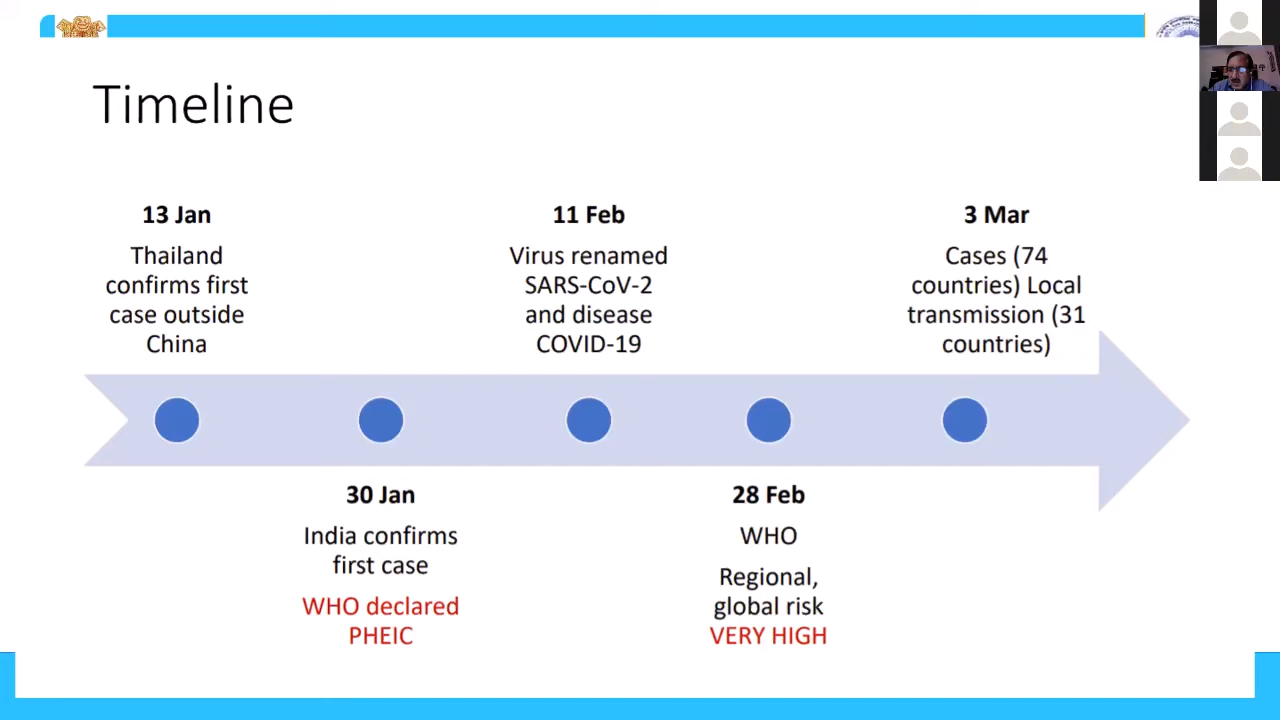 Timeline
13 Jan
Thailand
confirms first
case outside
China
30 Jan
India confirms
first case
WHO declared
PHEIC
11 Feb
Virus renamed
SARS-CoV-2
and disease
COVID-19
28 Feb
WHO
Regional,
global risk
VERY HIGH
3 Mar
Cases (74
countries) Local
transmission (31
countries)